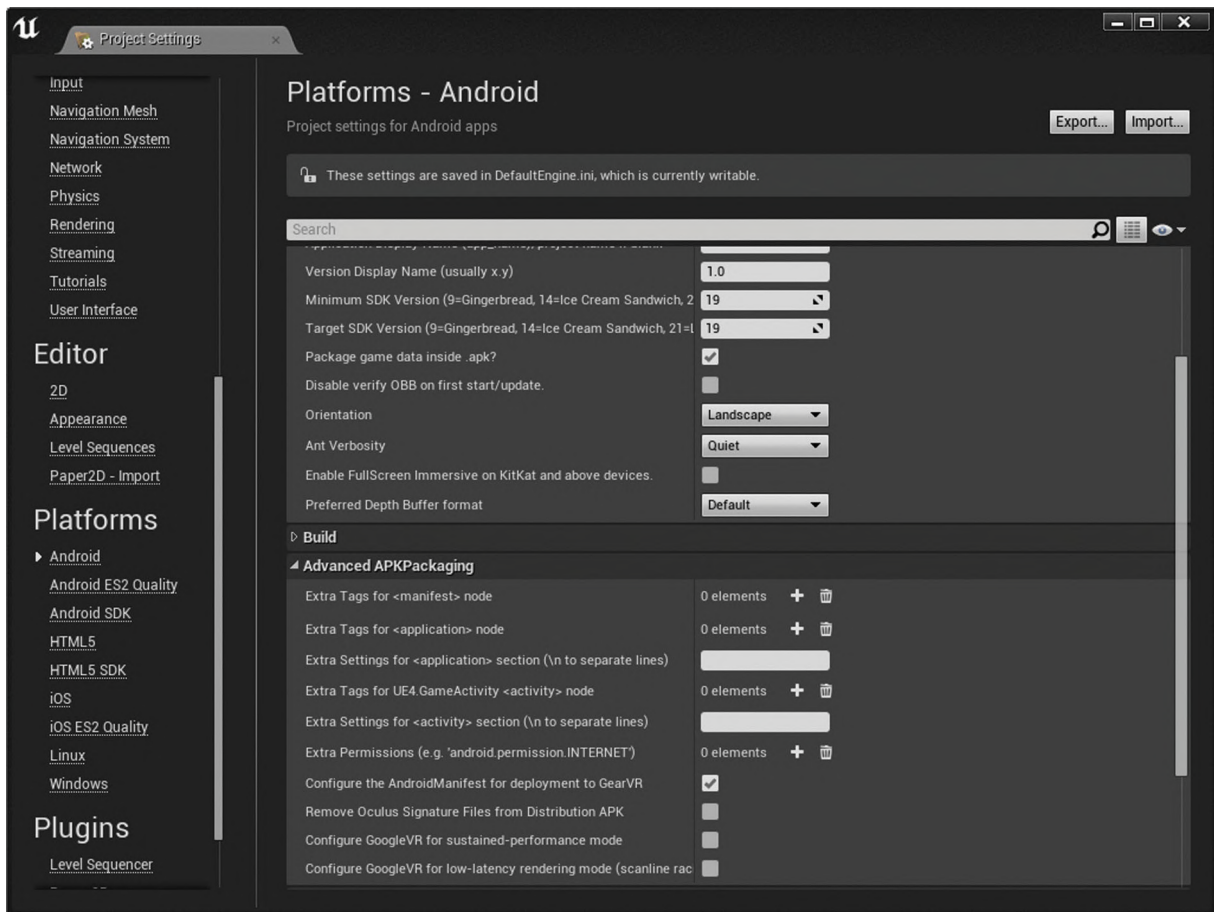 Project Settings
Input
Navigation Mesh
Navigation System
Network
Physics
Rendering
Streaming
Tutorials
User Interface
Editor
2D
Appearance
Level Sequences
Paper2D - Import
Platforms
Android
Android ES2 Quality
Android SDK
HTML5
HTML5 SDK
iOS
iOS ES2 Quality
Linux
Windows
Plugins
Level Sequencer
Platforms - Android
Project settings for Android apps
Export... Import...
These settings are saved in DefaultEngine.ini, which is currently writable.
Search
Version Display Name (usually x.y) 1.0
Minimum SDK Version (9=Gingerbread, 14=Ice Cream Sandwich, 2 19
Target SDK Version (9=Gingerbread, 14=Ice Cream Sandwich, 21=L 19
Package game data inside .apk?
Disable verify OBB on first start/update.
Orientation Landscape
Ant Verbosity Quiet
Enable FullScreen Immersive on KitKat and above devices.
Preferred Depth Buffer format Default
Build
Advanced APKPackaging
Extra Tags for <manifest> node 0 elements
Extra Tags for <application> node 0 elements
Extra Settings for <application> section (\n to separate lines)
Extra Tags for UE4.GameActivity <activity> node 0 elements
Extra Settings for <activity> section (\n to separate lines)
Extra Permissions (e.g. 'android.permission.INTERNET') 0 elements
Configure the AndroidManifest for deployment to GearVR
Remove Oculus Signature Files from Distribution APK
Configure GoogleVR for sustained-performance mode
Configure GoogleVR for low-latency rendering mode (scanline rac